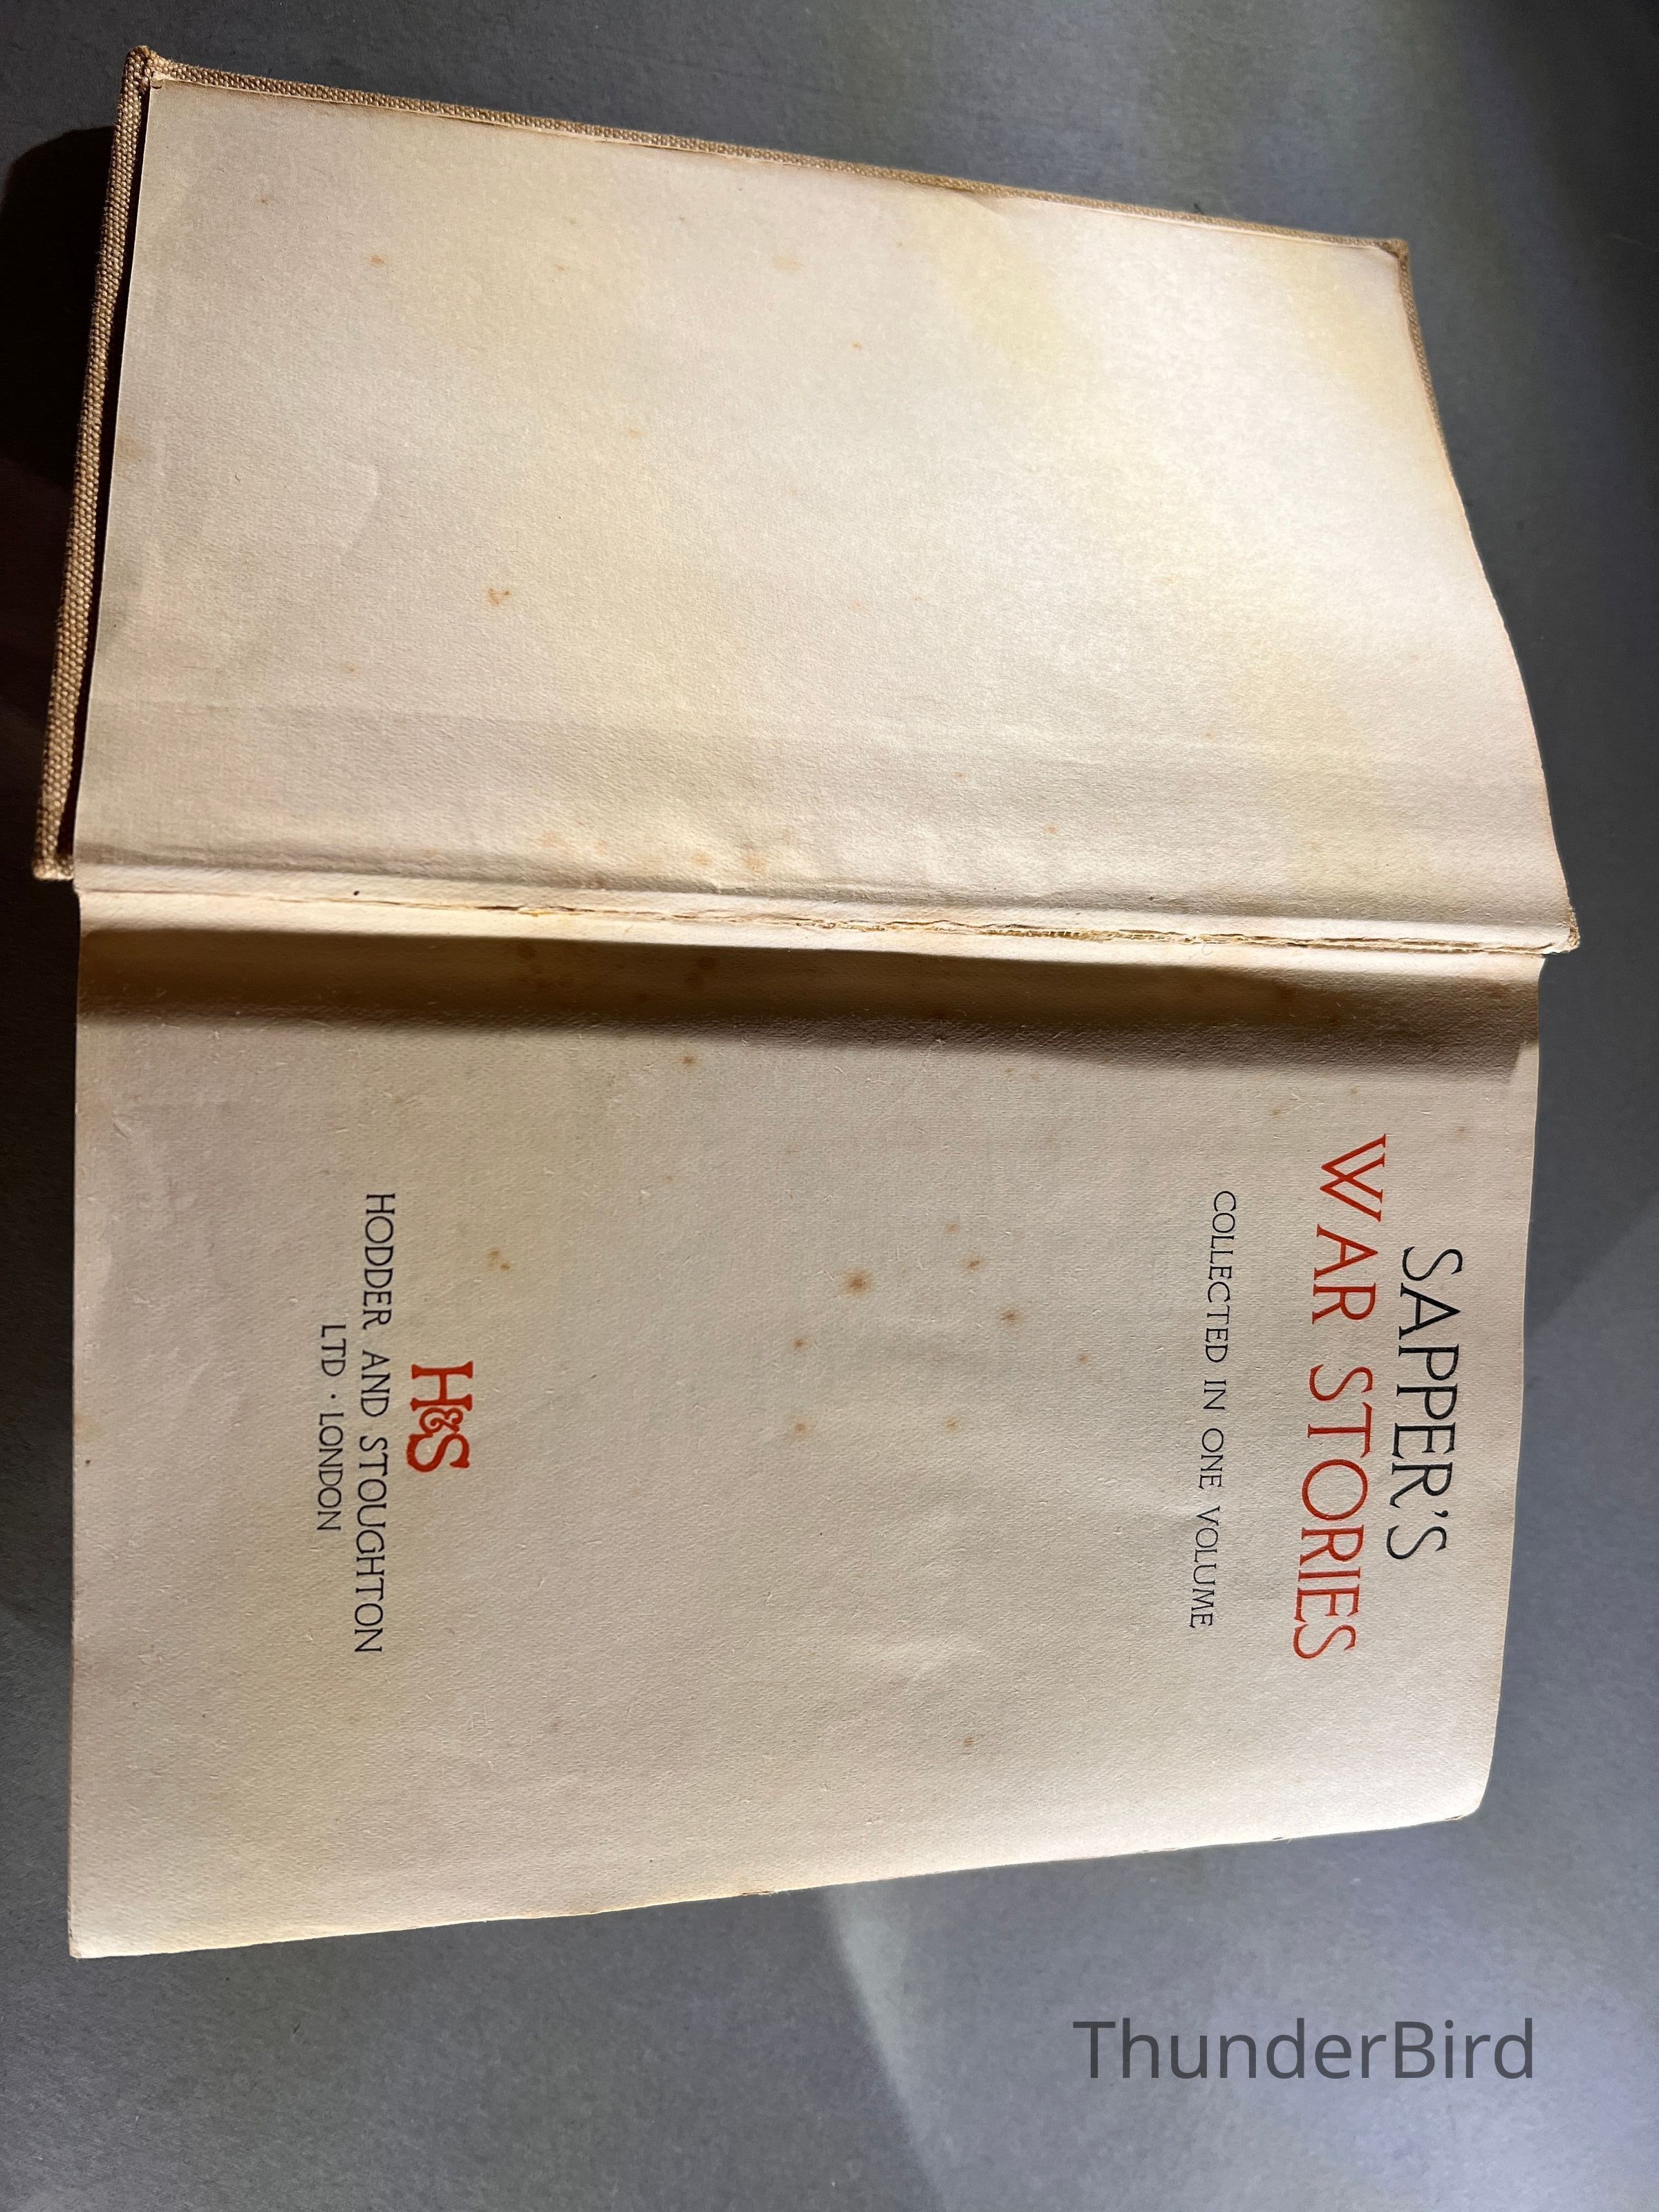 SAPPER'S
WAR STORIES
COLLECTED IN ONE VOLUME
H&S
HODDER AND STOUGHTON
LTD · LONDON
ThunderBird